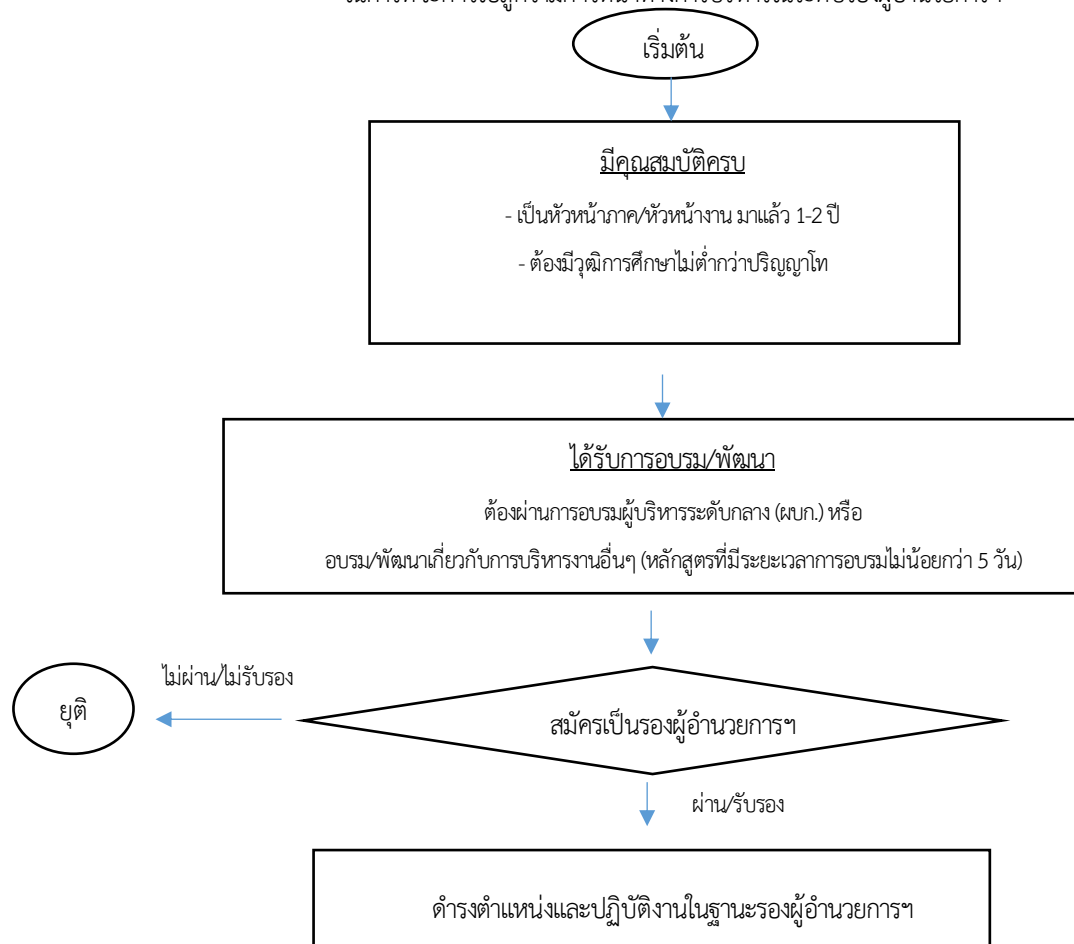 เริ่มต้น
มีคุณสมบัติครบ
- เป็นหัวหน้าภาค/หัวหน้างาน มาแล้ว 1-2 ปี
- ต้องมีวุฒิการศึกษาไม่ต่ำกว่าปริญญาโท
ได้รับการอบรม/พัฒนา
ต้องผ่านการอบรมผู้บริหารระดับกลาง (ผบก.) หรือ
อบรม/พัฒนาเกี่ยวกับการบริหารงานอื่นๆ (หลักสูตรที่มีระยะเวลาการอบรมไม่น้อยกว่า 5 วัน)
ไม่ผ่าน/ไม่รับรอง
ยุติ
สมัครเป็นรองผู้อำนวยการฯ
ผ่าน/รับรอง
ดำรงตำแหน่งและปฏิบัติงานในฐานะรองผู้อำนวยการฯ